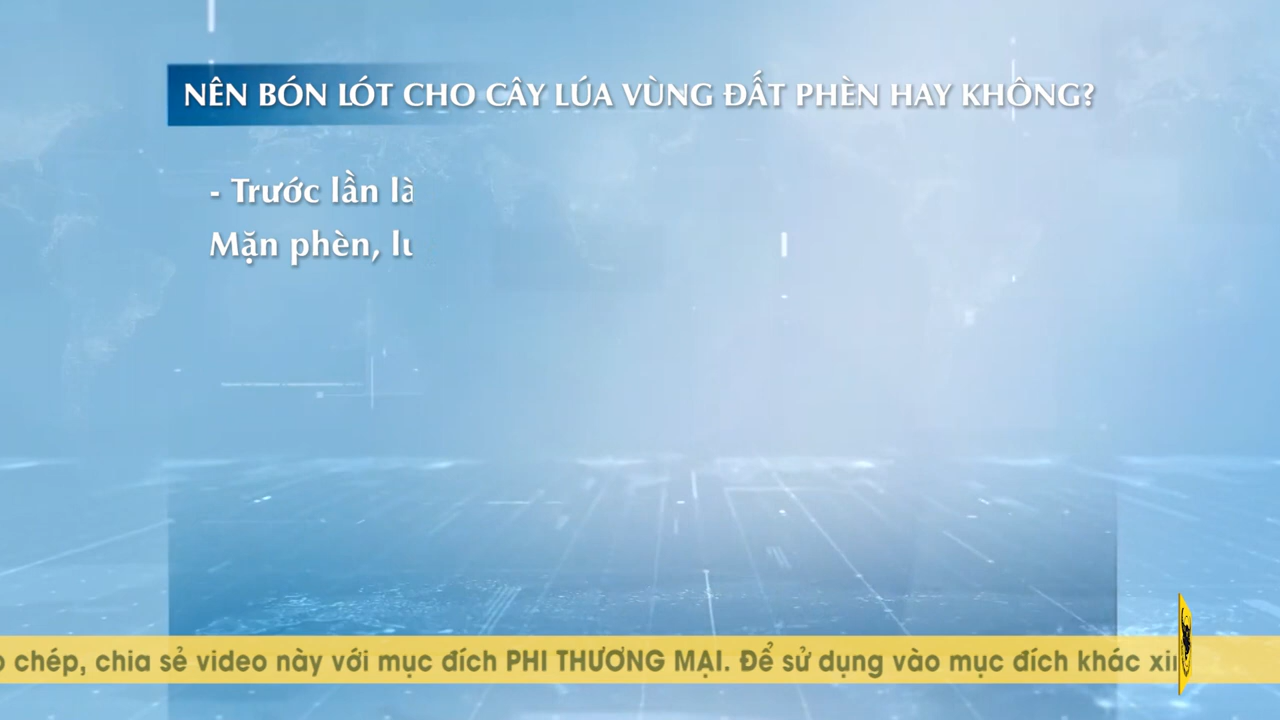 NÊN BÓN LÓT CHO CÂY LÚA VÙNG ĐẤT PHÈN HAY KHÔNG?
- Trước lần
Mặn phèn,
chép, chia sẻ video này với mục đích PHI THƯƠNG MẠI. Để sử dụng vào mục đích khác